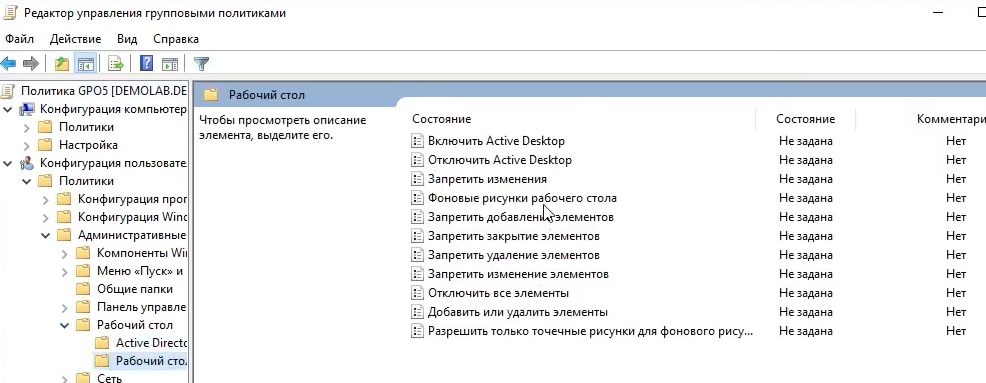 Редактор управления групповыми политиками
Файл Действие Вид Справка
Политика GPO5 [DEMOLAB.DE
Конфигурация компьютер
Политики
Настройка
Конфигурация пользовате
Политики
Конфигурация прог
Конфигурация Wind
Административные
Компоненты Wi
Меню «Пуск» и
Общие папки
Панель управле
Рабочий стол
Active Directo
Рабочий сто
Сеть
Рабочий стол
Чтобы просмотреть описание
элемента, выделите его.
Состояние Состояние Комментари
Включить Active Desktop Не задана Нет
Отключить Active Desktop Не задана Нет
Запретить изменения Не задана Нет
Фоновые рисунки рабочего стола Не задана Нет
Запретить добавление элементов Не задана Нет
Запретить закрытие элементов Не задана Нет
Запретить удаление элементов Не задана Нет
Запретить изменение элементов Не задана Нет
Отключить все элементы Не задана Нет
Добавить или удалить элементы Не задана Нет
Разрешить только точечные рисунки для фонового рису... Не задана Нет